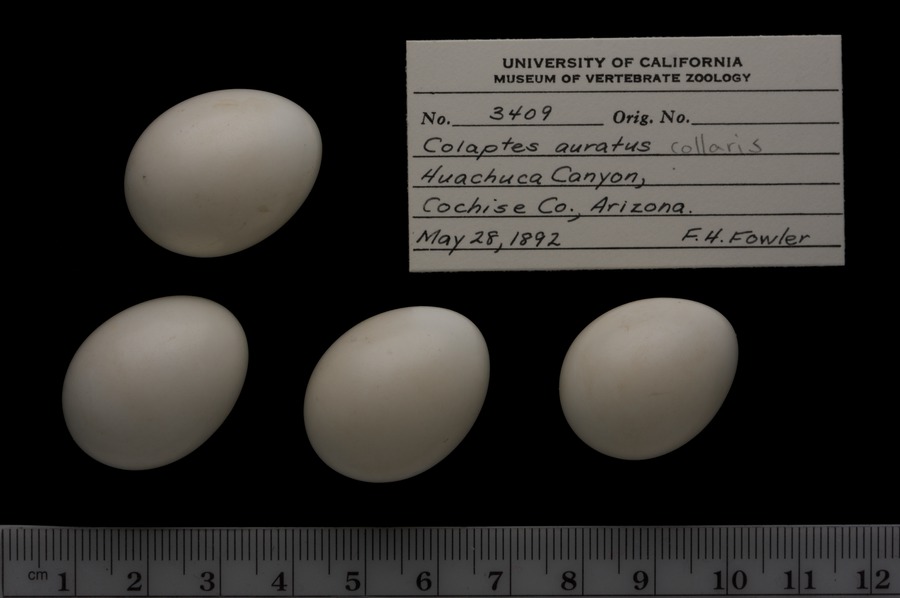 UNIVERSITY OF CALIFORNIA
MUSEUM OF VERTEBRATE ZOOLOGY
No. 3409 Orig. No.
Colaptes auratus collaris
Huachuca Canyon,
Cochise Co., Arizona.
May 28, 1892 F.H. Fowler
cm 1 2 3 4 5 6 7 8 9 10 11 12